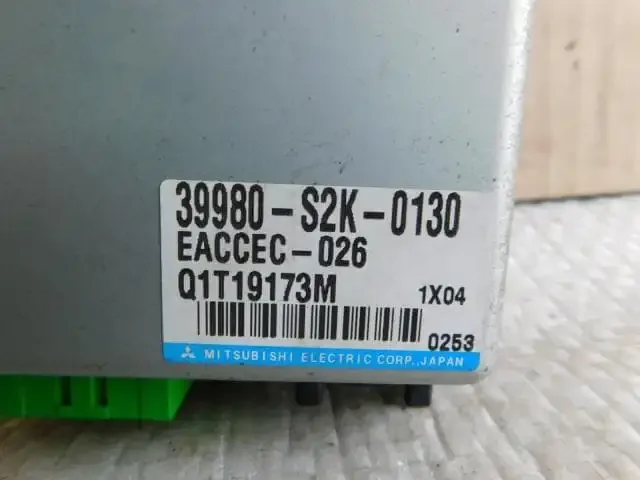 39980-S2K-0130
EACCEC-026
Q1T19173M 1X04
0253
MITSUBISHI ELECTRIC CORP., JAPAN